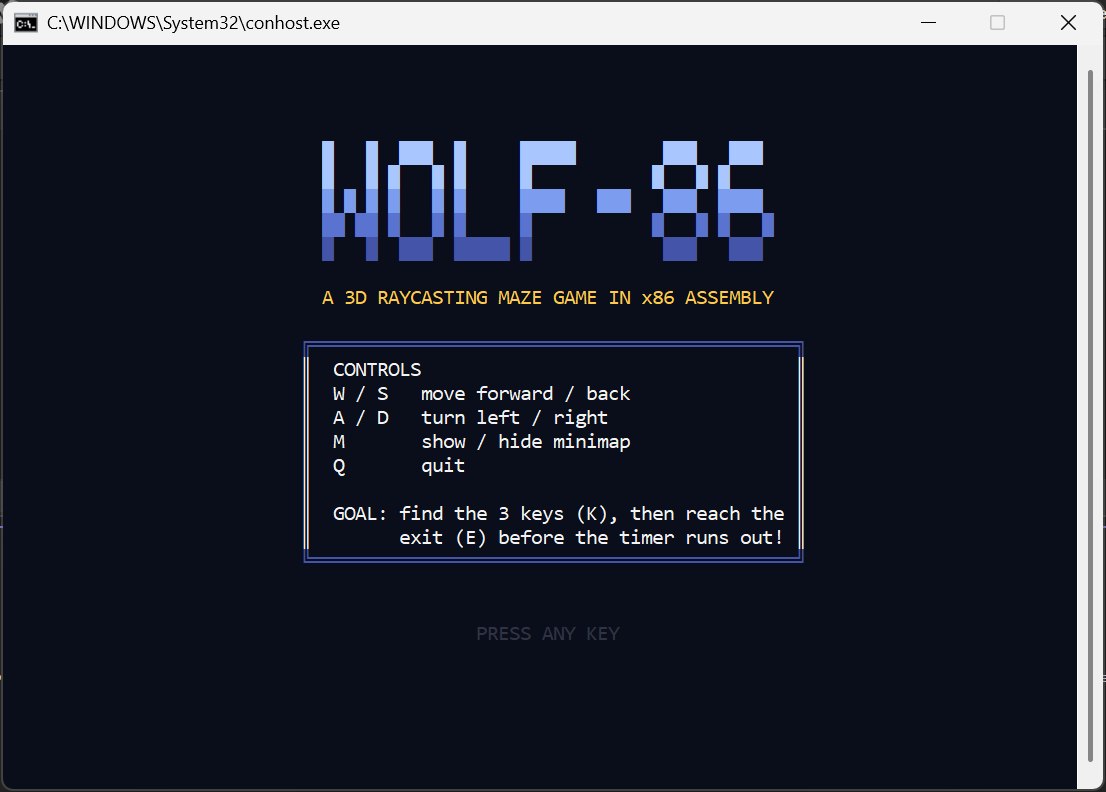 C:\WINDOWS\System32\conhost.exe
WOLF-86
A 3D RAYCASTING MAZE GAME IN x86 ASSEMBLY
CONTROLS
W / S   move forward / back
A / D   turn left / right
M       show / hide minimap
Q       quit
GOAL: find the 3 keys (K), then reach the
exit (E) before the timer runs out!
PRESS ANY KEY